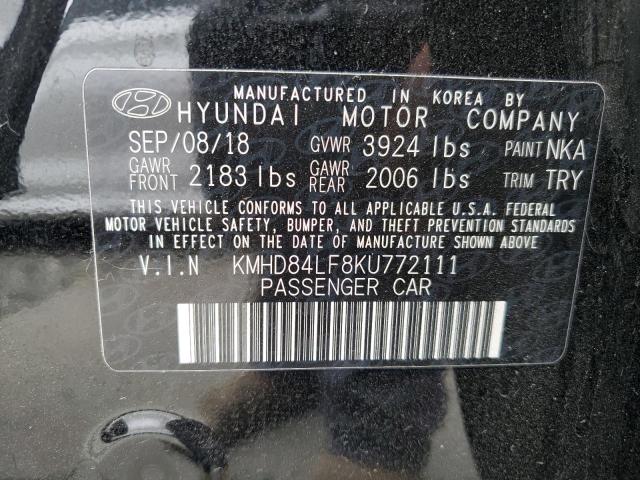 MANUFACTURED IN KOREA BY
HYUNDAI MOTOR COMPANY
SEP/08/18 GVWR 3924 lbs PAINT NKA
GAWR FRONT 2183 lbs GAWR REAR 2006 lbs TRIM TRY
THIS VEHICLE CONFORMS TO ALL APPLICABLE U.S.A. FEDERAL
MOTOR VEHICLE SAFETY, BUMPER, AND THEFT PREVENTION STANDARDS
IN EFFECT ON THE DATE OF MANUFACTURE SHOWN ABOVE
V.I.N KMHD84LF8KU772111
PASSENGER CAR